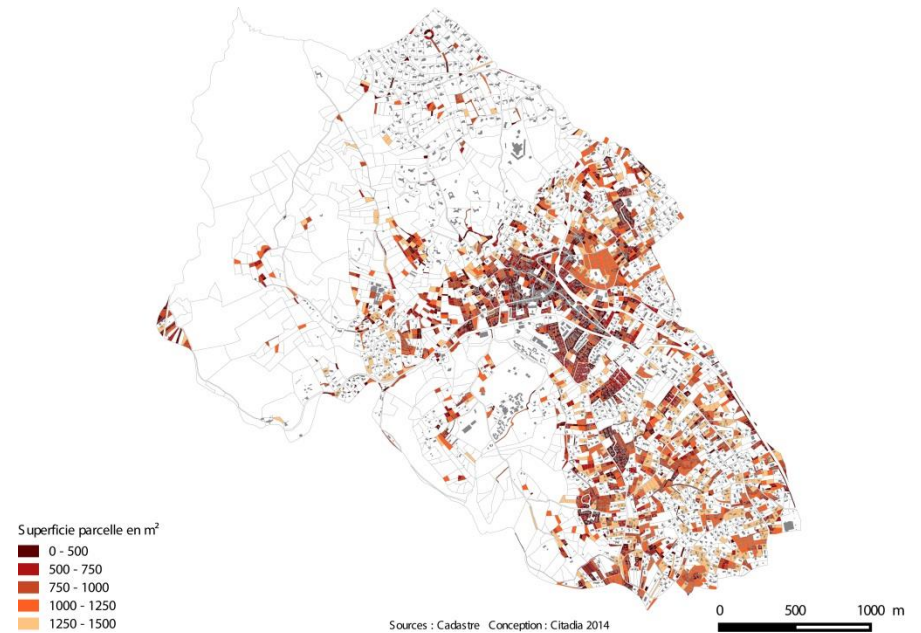 Superficie parcelle en m²
0 - 500
500 - 750
750 - 1000
1000 - 1250
1250 - 1500
Sources : Cadastre Conception : Citadia 2014
0 500 1000 m